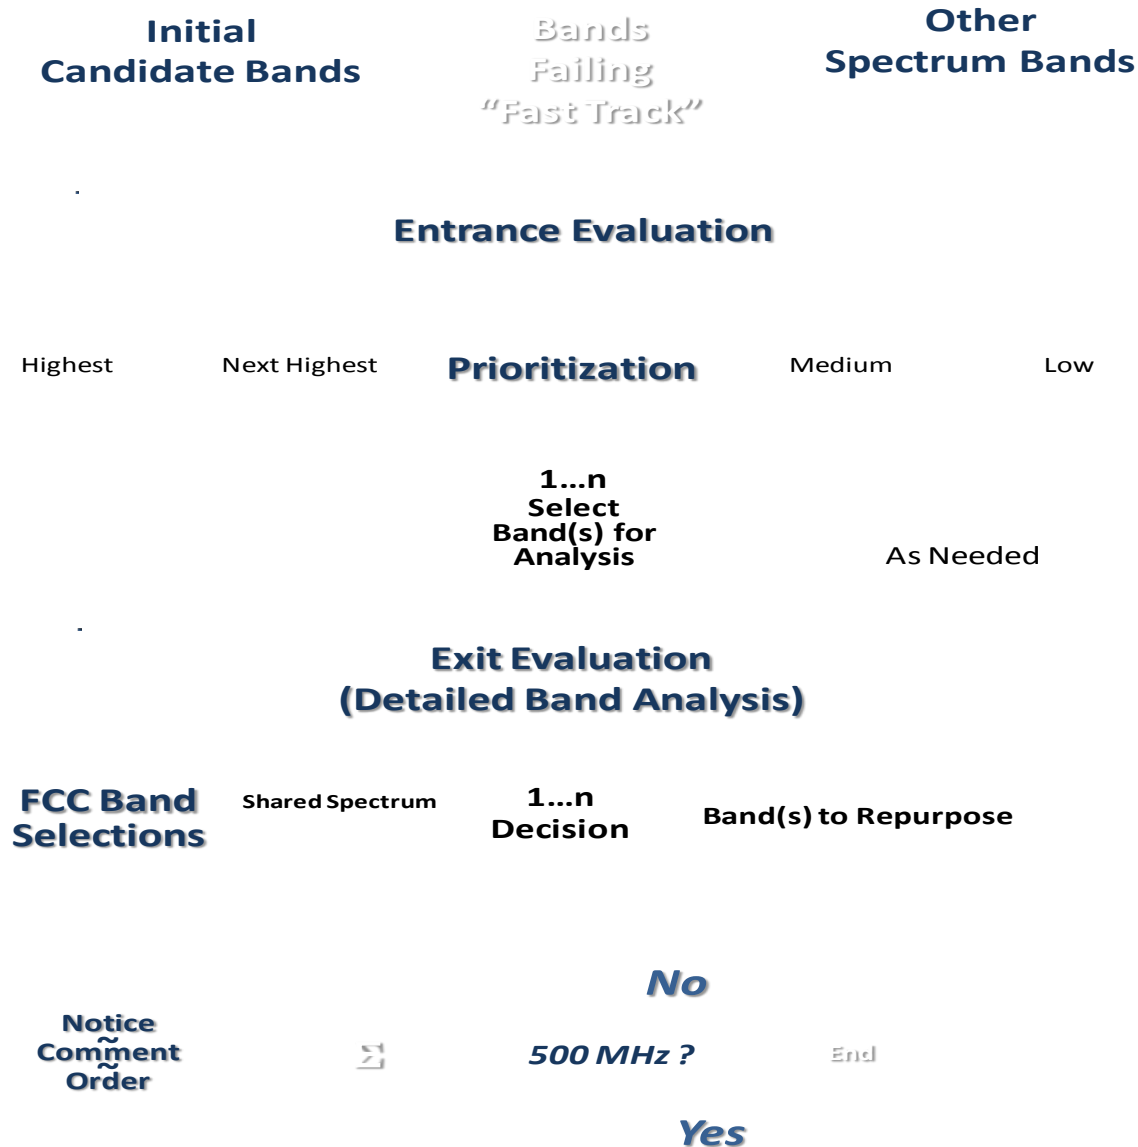 Initial
Candidate Bands
Bands
Failing
“Fast Track”
Other
Spectrum Bands
Entrance Evaluation
Highest
Next Highest
Prioritization
Medium
Low
1...n
Select
Band(s) for
Analysis
As Needed
Exit Evaluation
(Detailed Band Analysis)
FCC Band
Selections
Shared Spectrum
1...n
Decision
Band(s) to Repurpose
No
Notice
~
Comment
~
Order
Σ
500 MHz ?
End
Yes